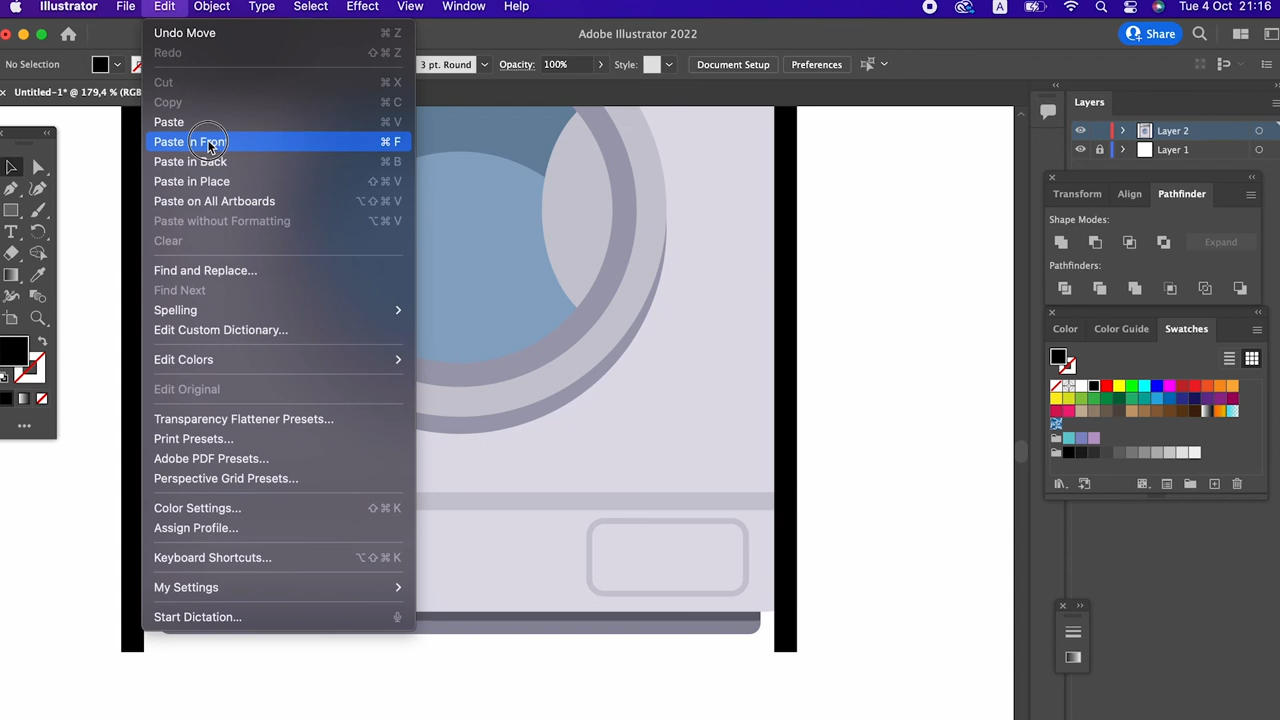 Illustrator File Edit Object Type Select Effect View Window Help A Tue 4 Oct 21:16
Adobe Illustrator 2022
Share
No Selection
3 pt. Round
Opacity: 100%
Style:
Document Setup
Preferences
Untitled-1* @ 179,4 % (RGB
Undo Move ⌘ Z
Redo ⇧ ⌘ Z
Cut ⌘ X
Copy ⌘ C
Paste ⌘ V
Paste in Front ⌘ F
Paste in Back ⌘ B
Paste in Place ⇧ ⌘ V
Paste on All Artboards ⌥ ⇧ ⌘ V
Paste without Formatting ⌥ ⌘ V
Clear
Find and Replace...
Find Next
Spelling
Edit Custom Dictionary...
Edit Colors
Edit Original
Transparency Flattener Presets...
Print Presets...
Adobe PDF Presets...
Perspective Grid Presets...
Color Settings... ⇧ ⌘ K
Assign Profile...
Keyboard Shortcuts... ⌥ ⇧ ⌘ K
My Settings
Start Dictation...
Layers
Layer 2
Layer 1
Transform Align Pathfinder
Shape Modes:
Expand
Pathfinders:
Color Color Guide Swatches